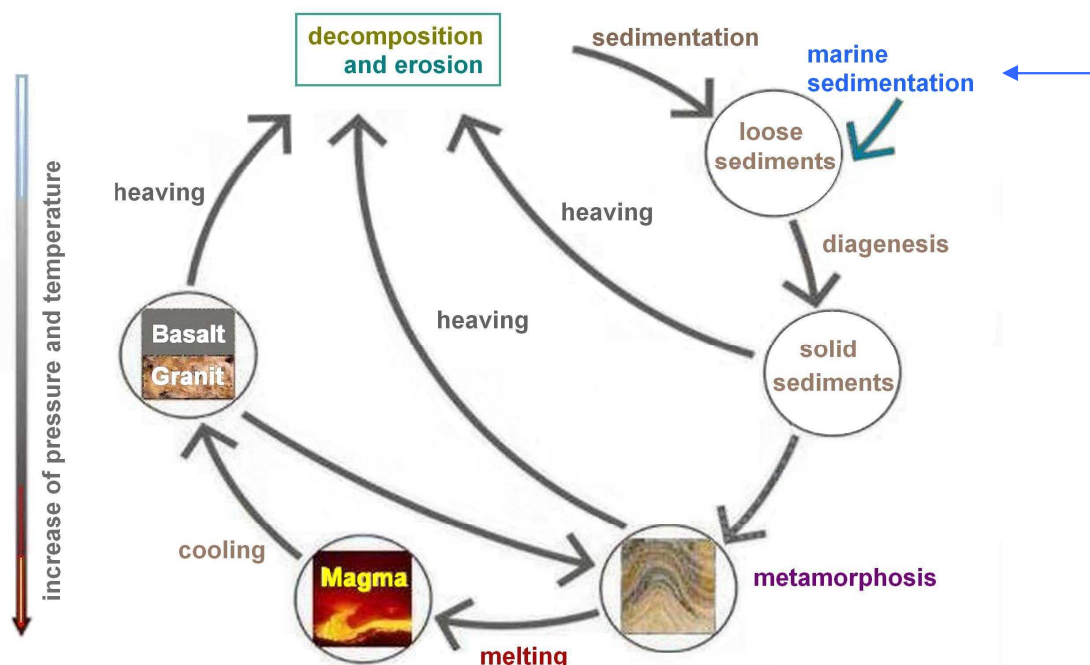 decomposition
and erosion
sedimentation
marine
sedimentation
loose
sediments
heaving
heaving
diagenesis
heaving
Basalt
Granit
solid
sediments
increase of pressure and temperature
cooling
Magma
metamorphosis
melting